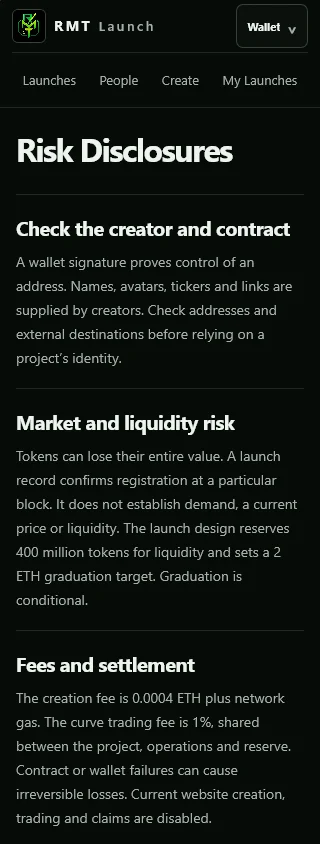 RMT Launch
Wallet
Launches People Create My Launches
Risk Disclosures
Check the creator and contract
A wallet signature proves control of an
address. Names, avatars, tickers and links are
supplied by creators. Check addresses and
external destinations before relying on a
project’s identity.
Market and liquidity risk
Tokens can lose their entire value. A launch
record confirms registration at a particular
block. It does not establish demand, a current
price or liquidity. The launch design reserves
400 million tokens for liquidity and sets a 2
ETH graduation target. Graduation is
conditional.
Fees and settlement
The creation fee is 0.0004 ETH plus network
gas. The curve trading fee is 1%, shared
between the project, operations and reserve.
Contract or wallet failures can cause
irreversible losses. Current website creation,
trading and claims are disabled.